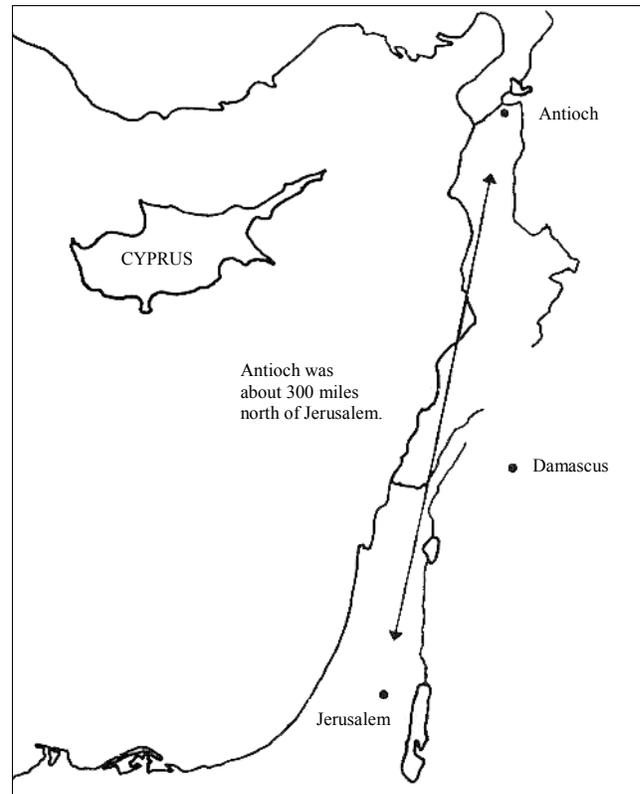 Antioch
CYPRUS
Antioch was
about 300 miles
north of Jerusalem.
Damascus
Jerusalem